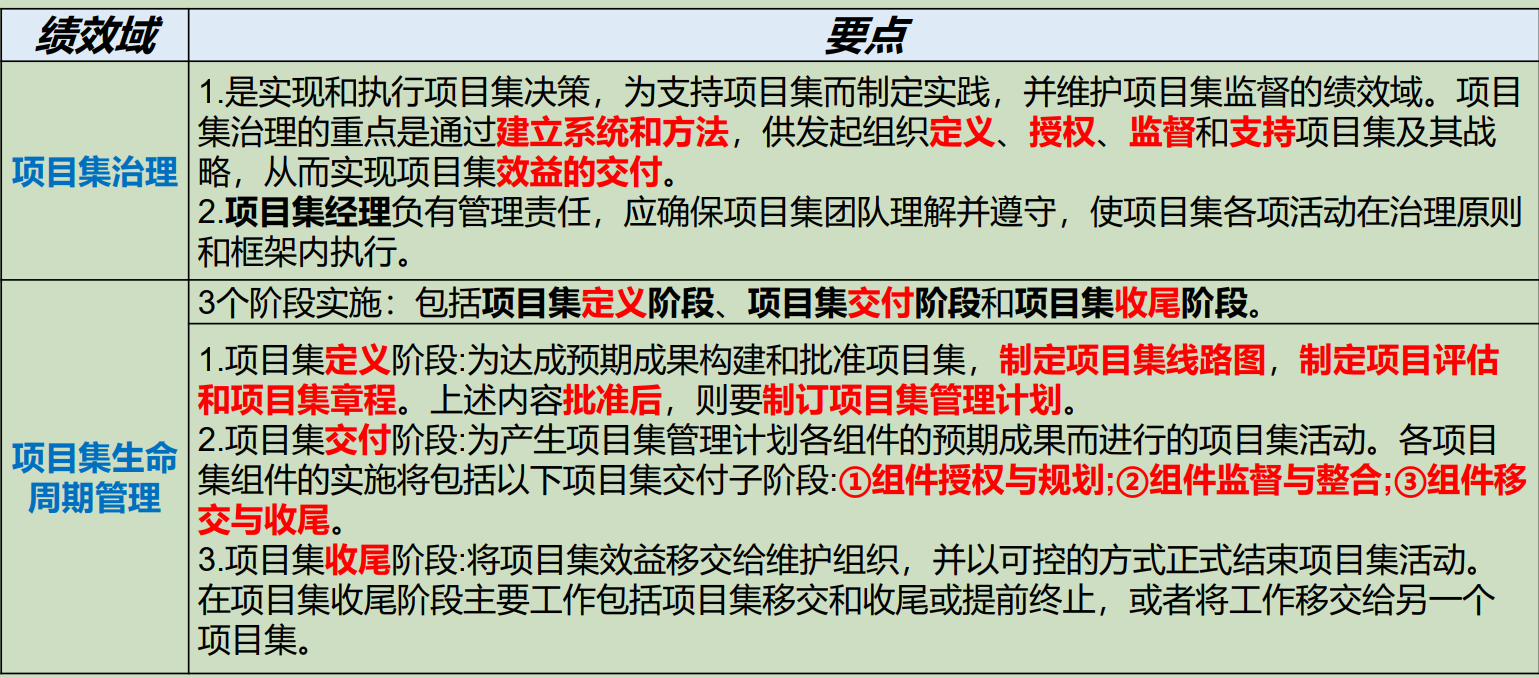 绩效域
要点
项目集治理
1.是实现和执行项目集决策，为支持项目集而制定实践，并维护项目集监督的绩效域。项目
集治理的重点是通过建立系统和方法，供发起组织定义、授权、监督和支持项目集及其战
略，从而实现项目集效益的交付。
2.项目集经理负有管理责任，应确保项目集团队理解并遵守，使项目集各项活动在治理原则
和框架内执行。
项目集生命
周期管理
3个阶段实施：包括项目集定义阶段、项目集交付阶段和项目集收尾阶段。
1.项目集定义阶段:为达成预期成果构建和批准项目集，制定项目集线路图，制定项目评估
和项目集章程。上述内容批准后，则要制订项目集管理计划。
2.项目集交付阶段:为产生项目集管理计划各组件的预期成果而进行的项目集活动。各项目
集组件的实施将包括以下项目集交付子阶段:①组件授权与规划;②组件监督与整合;③组件移
交与收尾。
3.项目集收尾阶段:将项目集效益移交给维护组织，并以可控的方式正式结束项目集活动。
在项目集收尾阶段主要工作包括项目集移交和收尾或提前终止，或者将工作移交给另一个
项目集。